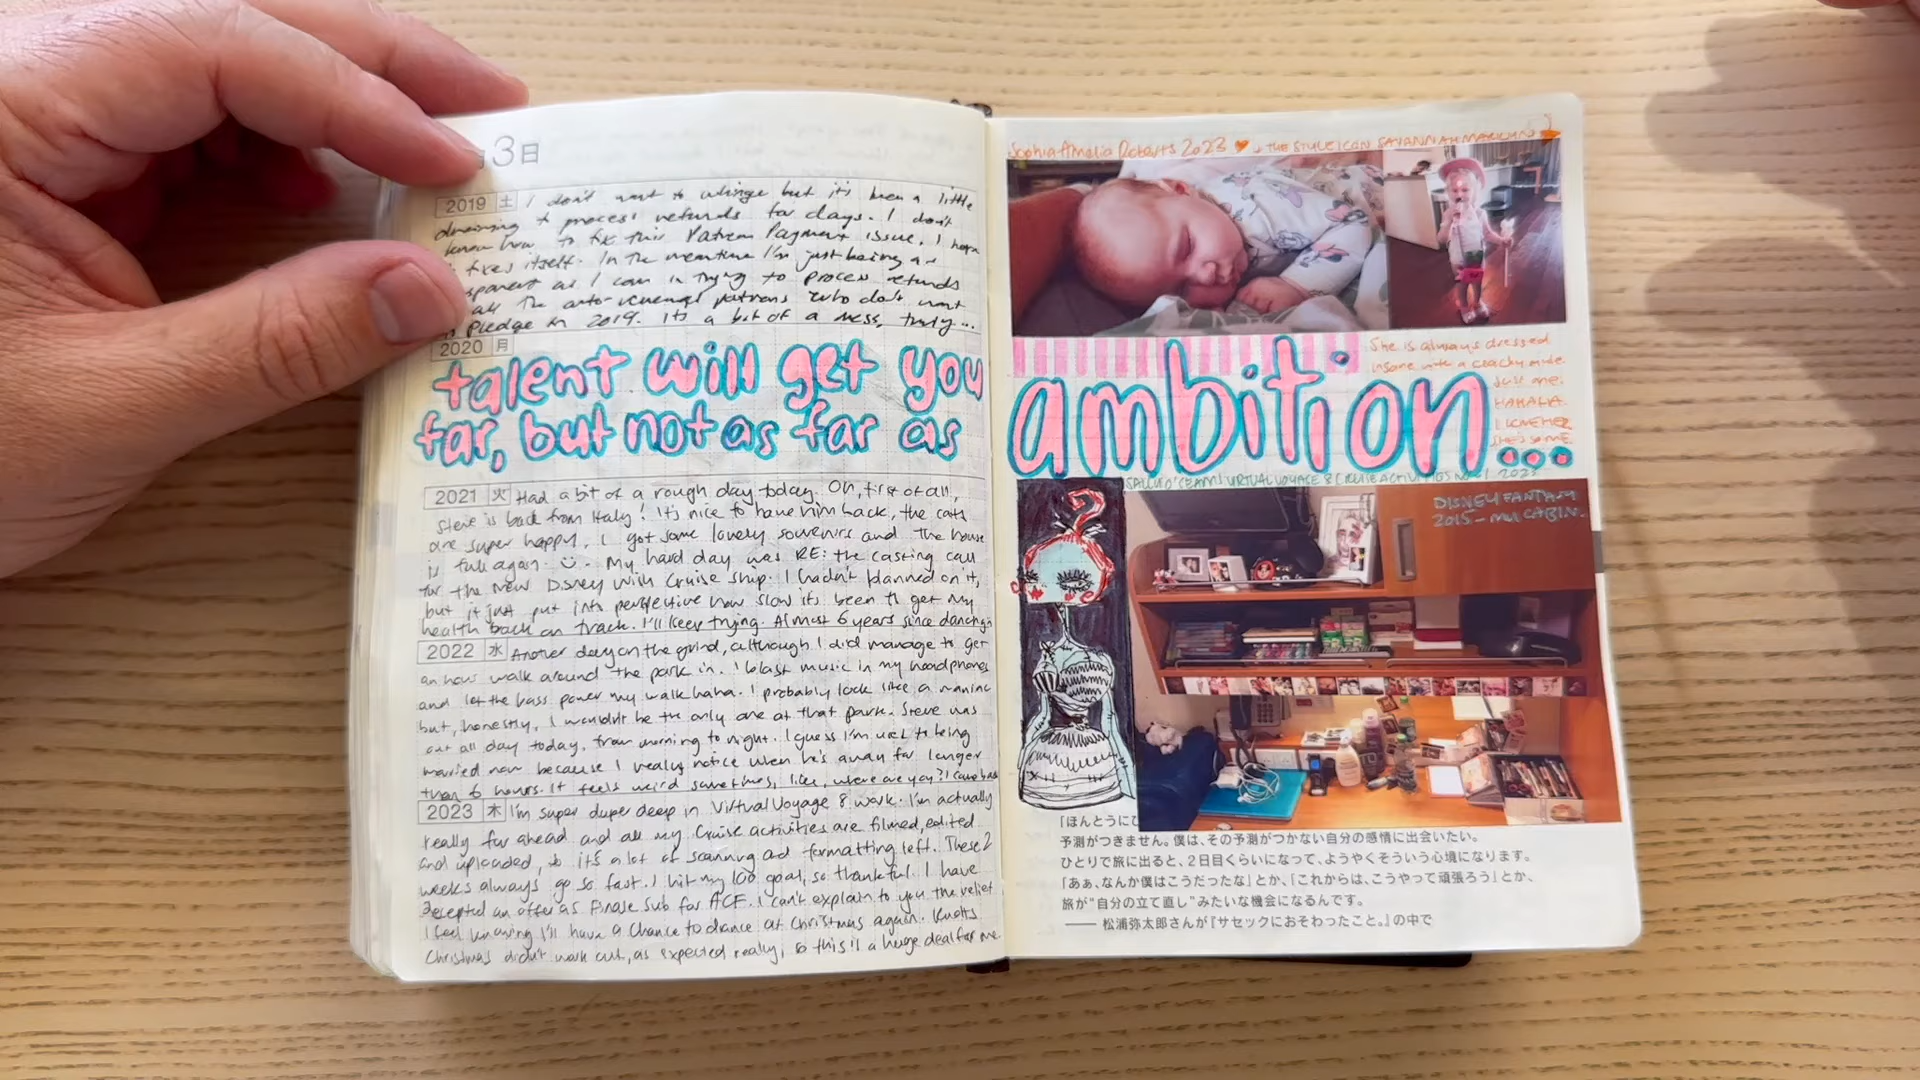 3日
2019 土 I don't want to whinge but it's been a little
draining to process refunds for days. I don't
know how to fix this Patreon Payment issue, I hope
fixes itself. In the meantime I'm just being as
as I can in trying to process refunds
all the auto-renewal patrons who don't want
pledge in 2019. It's a bit of a mess, truly...
2020 月
talent will get you
far, but not as far as
2021 火 Had a bit of a rough day today. Oh, first of all,
Steve is back from Italy! It's nice to have him back, the cats
are super happy, I got some lovely souvenirs and the house
is full again :). My hard day was RE: the casting call
for the New Disney Wish Cruise Ship. I hadn't planned on it,
but it just put into perspective how slow it's been to get my
health back on track. I'll keep trying. Almost 6 years since dancing
2022 水 Another day on the grind, although I did manage to get
an hours walk around the park in. I blast music in my headphones
and let the bass power my walk haha. I probably look like a maniac
but, honestly, I wouldn't be the only one at that park. Steve was
out all day today, from morning to night. I guess I'm used to being
married now because I really notice when he's away for longer
than 6 hours. It feels weird sometimes, like, where are you?!
2023 木 I'm super duper deep in Virtual Voyage 8 work. I'm actually
really far ahead and all my cruise activities are filmed, edited
and uploaded, so it's a lot of scanning and formatting left. These 2
weeks always go so fast. I hit my 100 goal, so thankful. I have
accepted an offer as Finale Sub for ACF. I can't explain to you the relief
I feel knowing I'll have a chance to dance at Christmas again. Knotts
Christmas didn't work out, as expected really, so this is a huge deal for me
Sophia Amelia Roberts 2023 THE STYLE ICON SAVANNAH
She is always dressed
insane with a
just one.
HAHAHA.
I LOVE HER
SHE'S SO ME.
ambition...
VIRTUAL VOYAGE 8 CRUISE ACTIVITIES 2023
DISNEY FANTASY
2015 - MY CABIN.
?
「ほんとうにひ
予測がつきません。僕は、その予測がつかない自分の感情に出会いたい。
ひとりで旅に出ると、2日目くらいになって、ようやくそういう心境になります。
「あぁ、なんか僕はこうだったな」とか、「これからは、こうやって頑張ろう」とか、
旅が“自分の立て直し”みたいな機会になるんです。
―― 松浦弥太郎さんが『サセックにおそわったこと。』の中で